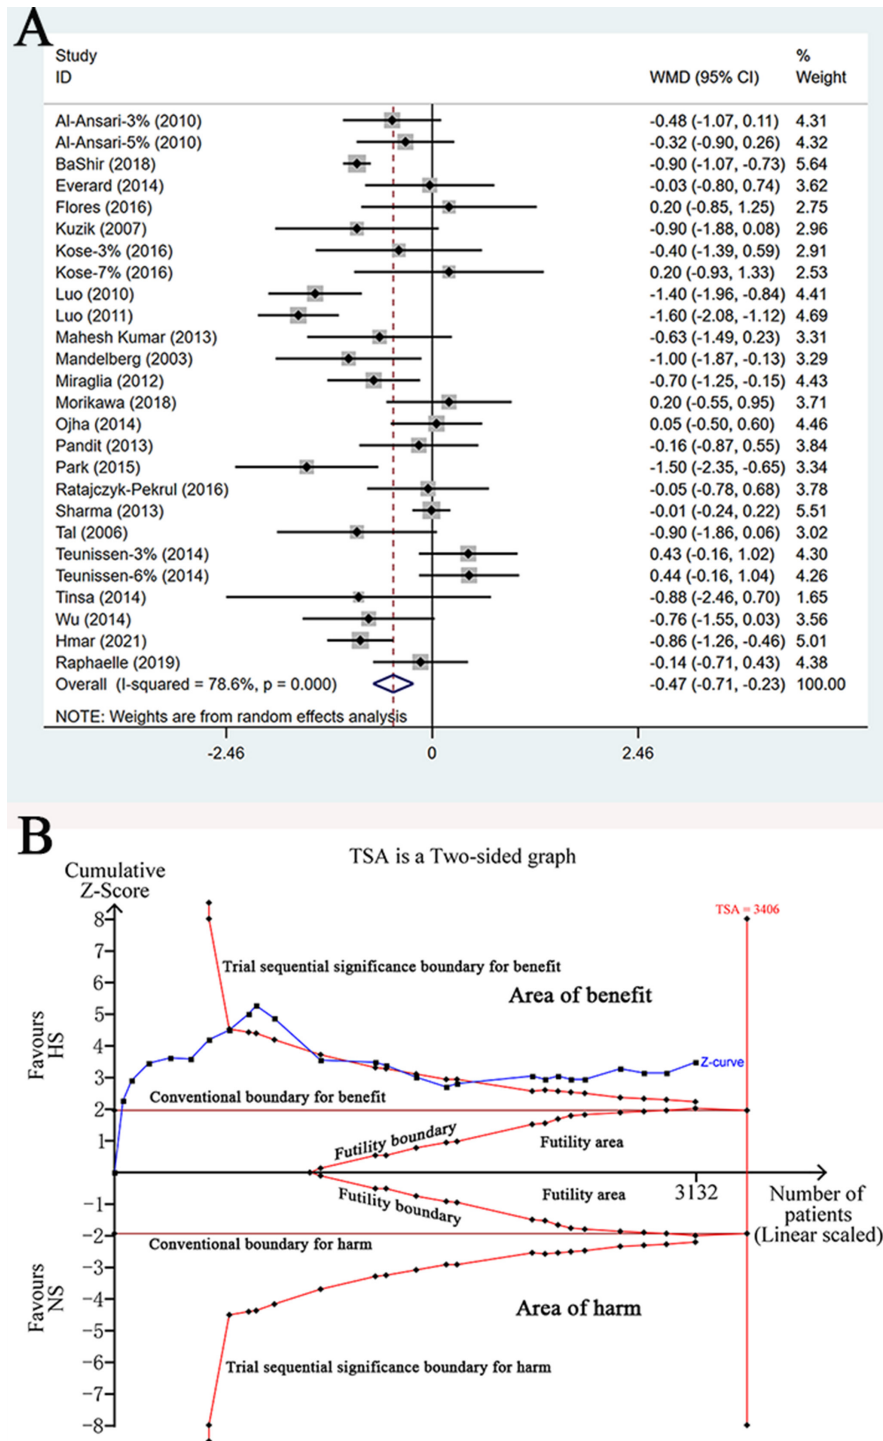 A
Study
ID
%
WMD (95% CI) Weight
Al-Ansari-3% (2010) -0.48 (-1.07, 0.11) 4.31
Al-Ansari-5% (2010) -0.32 (-0.90, 0.26) 4.32
BaShir (2018) -0.90 (-1.07, -0.73) 5.64
Everard (2014) -0.03 (-0.80, 0.74) 3.62
Flores (2016) 0.20 (-0.85, 1.25) 2.75
Kuzik (2007) -0.90 (-1.88, 0.08) 2.96
Kose-3% (2016) -0.40 (-1.39, 0.59) 2.91
Kose-7% (2016) 0.20 (-0.93, 1.33) 2.53
Luo (2010) -1.40 (-1.96, -0.84) 4.41
Luo (2011) -1.60 (-2.08, -1.12) 4.69
Mahesh Kumar (2013) -0.63 (-1.49, 0.23) 3.31
Mandelberg (2003) -1.00 (-1.87, -0.13) 3.29
Miraglia (2012) -0.70 (-1.25, -0.15) 4.43
Morikawa (2018) 0.20 (-0.55, 0.95) 3.71
Ojha (2014) 0.05 (-0.50, 0.60) 4.46
Pandit (2013) -0.16 (-0.87, 0.55) 3.84
Park (2015) -1.50 (-2.35, -0.65) 3.34
Ratajczyk-Pekrul (2016) -0.05 (-0.78, 0.68) 3.78
Sharma (2013) -0.01 (-0.24, 0.22) 5.51
Tal (2006) -0.90 (-1.86, 0.06) 3.02
Teunissen-3% (2014) 0.43 (-0.16, 1.02) 4.30
Teunissen-6% (2014) 0.44 (-0.16, 1.04) 4.26
Tinsa (2014) -0.88 (-2.46, 0.70) 1.65
Wu (2014) -0.76 (-1.55, 0.03) 3.56
Hmar (2021) -0.86 (-1.26, -0.46) 5.01
Raphaelle (2019) -0.14 (-0.71, 0.43) 4.38
Overall (I-squared = 78.6%, p = 0.000) -0.47 (-0.71, -0.23) 100.00
NOTE: Weights are from random effects analysis
-2.46 0 2.46
B
TSA is a Two-sided graph
Cumulative
Z-Score
TSA = 3406
8
7
Trial sequential significance boundary for benefit
6
Area of benefit
5
4
Favours
HS
Z-curve
3
Conventional boundary for benefit
2
Futility boundary
Futility area
1
Futility boundary
Futility area
3132
Number of
patients
(Linear scaled)
−1
−2
Conventional boundary for harm
−3
Favours
NS
−4
Area of harm
−5
−6
Trial sequential significance boundary for harm
−7
−8